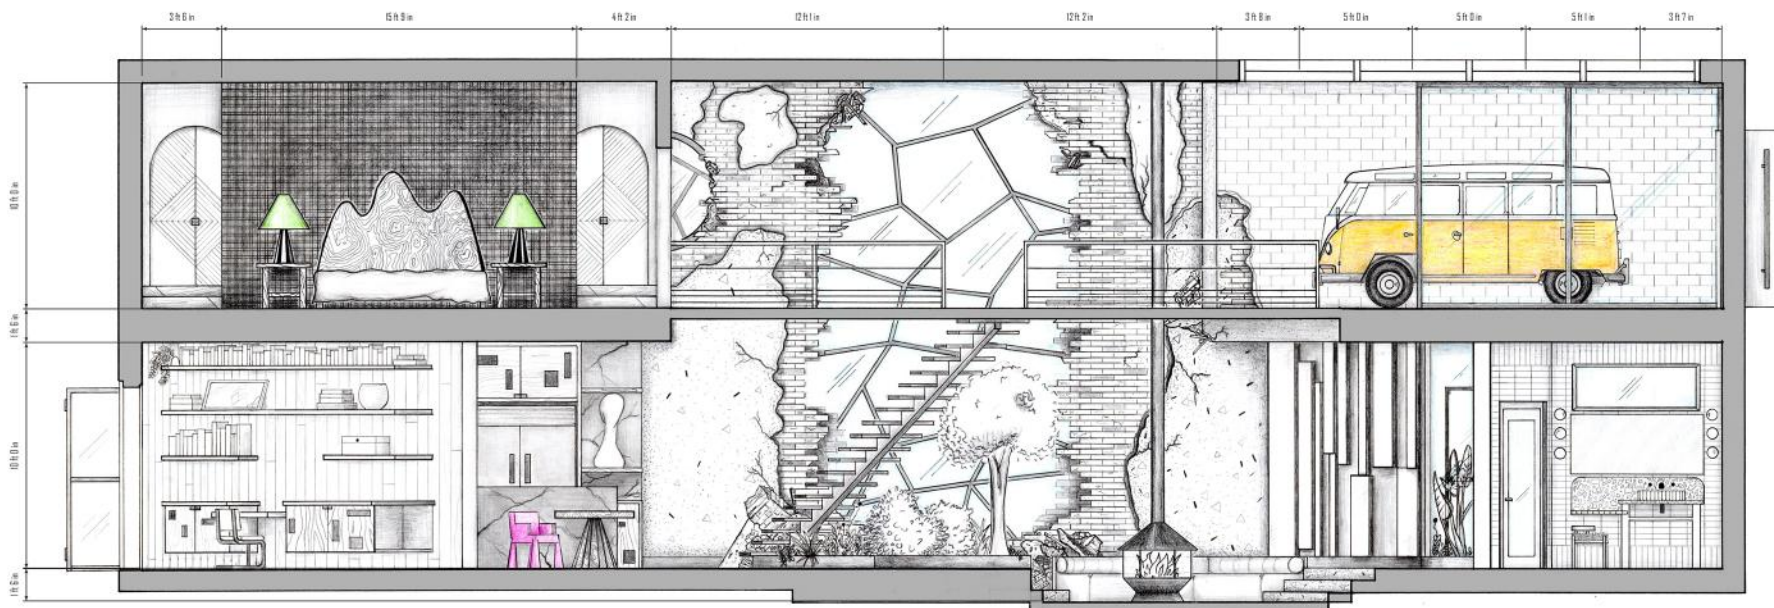 3 ft 6 in
15 ft 9 in
4 ft 2 in
12 ft 1 in
12 ft 2 in
3 ft 8 in
5 ft 0 in
5 ft 0 in
5 ft 1 in
3 ft 7 in
10 ft 0 in
1 ft 6 in
10 ft 0 in
1 ft 6 in